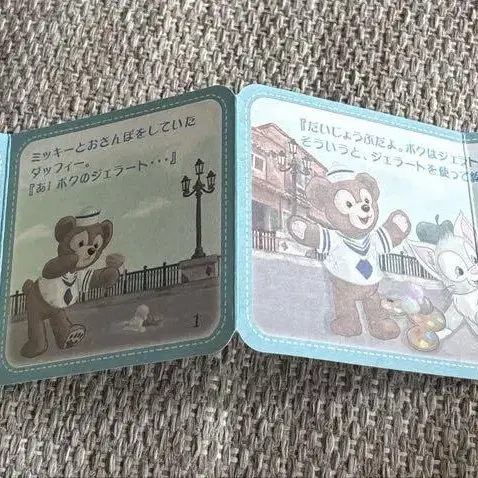 ミッキーとおさんぽをしていた
ダッフィー。
『あ! ボクのジェラート・・・』
1
『だいじょうぶだよ。ボクはジェラート
そういうと、ジェラートを使って絵